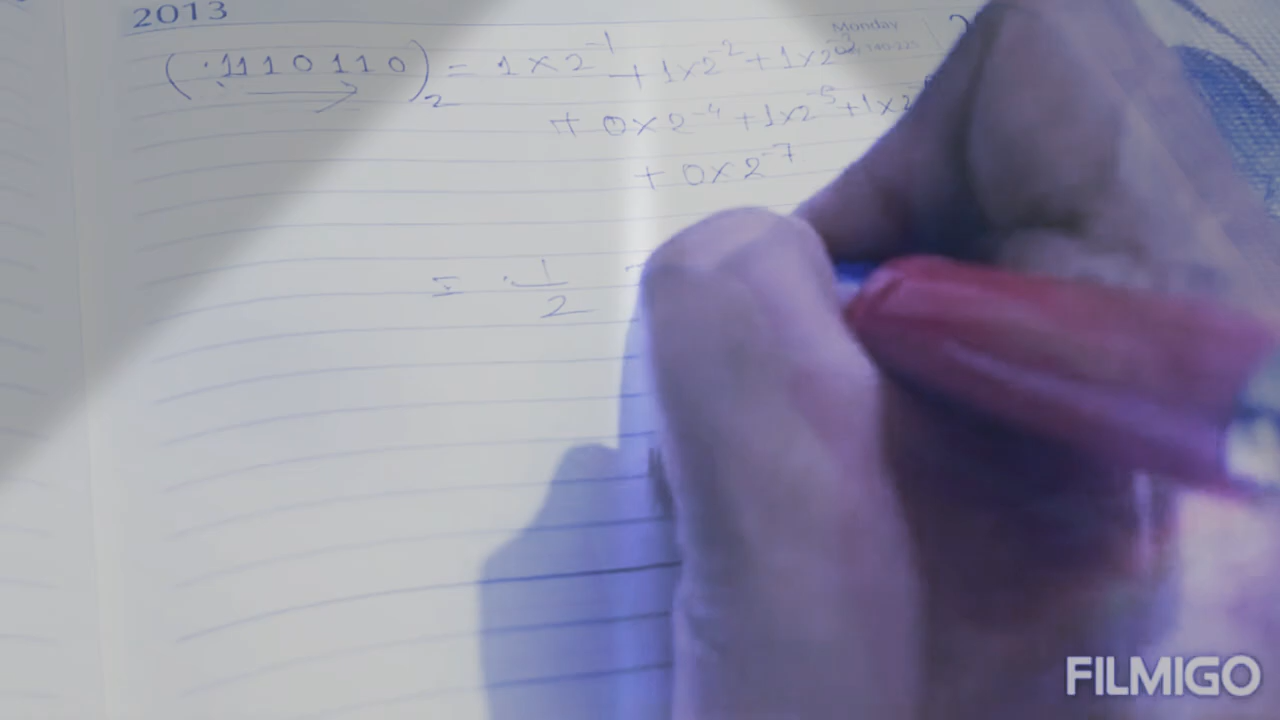 2013
Monday
(.1110110)₂ = 1×2⁻¹ + 1×2⁻² + 1×2⁻³
+ 0×2⁻⁴ + 1×2⁻⁵ + 1×2
+ 0×2⁻⁷
= 1/2
FILMIGO